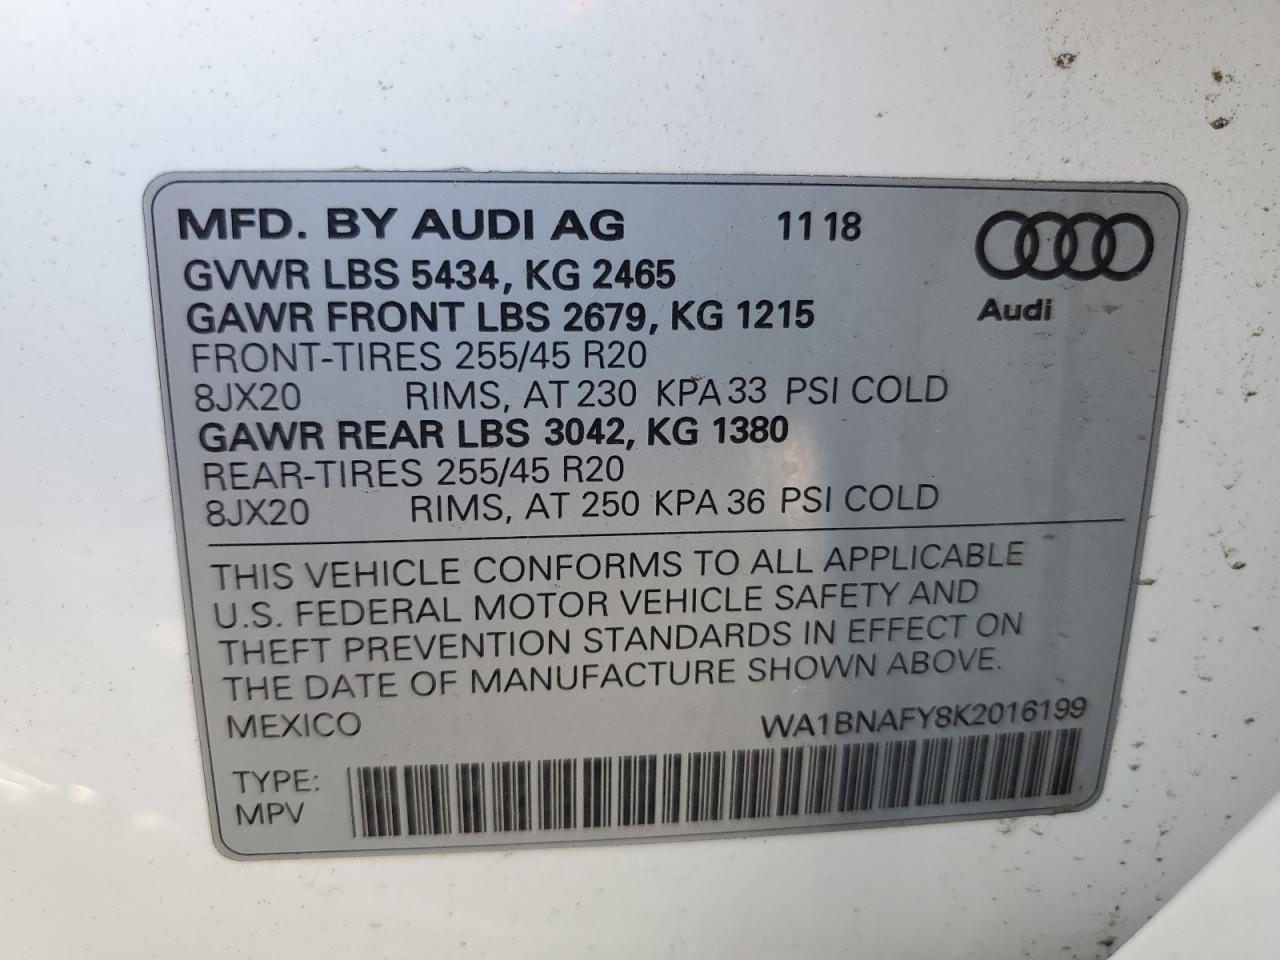 MFD. BY AUDI AG 11 18
Audi
GVWR LBS 5434, KG 2465
GAWR FRONT LBS 2679, KG 1215
FRONT-TIRES 255/45 R20
8JX20 RIMS, AT 230 KPA 33 PSI COLD
GAWR REAR LBS 3042, KG 1380
REAR-TIRES 255/45 R20
8JX20 RIMS, AT 250 KPA 36 PSI COLD
THIS VEHICLE CONFORMS TO ALL APPLICABLE
U.S. FEDERAL MOTOR VEHICLE SAFETY AND
THEFT PREVENTION STANDARDS IN EFFECT ON
THE DATE OF MANUFACTURE SHOWN ABOVE.
MEXICO WA1BNAFY8K2016199
TYPE:
MPV